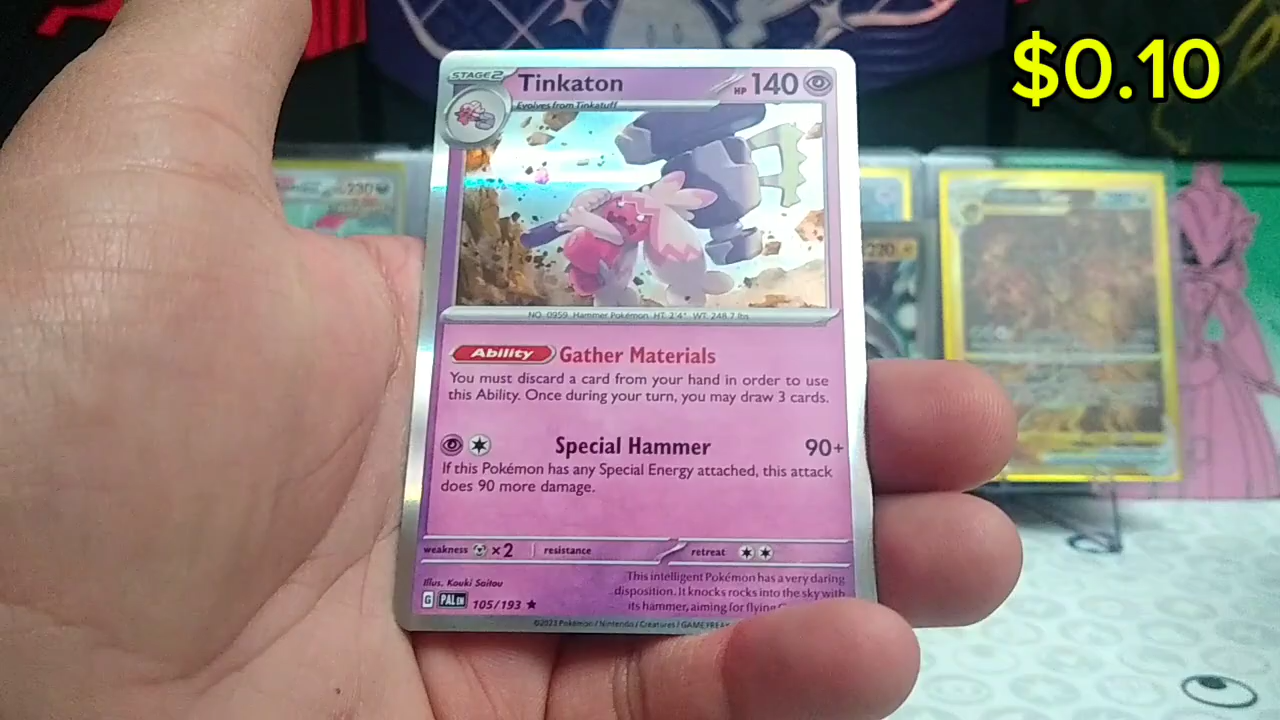 $0.10
STAGE 2 Tinkaton HP 140
Evolves from Tinkatuff
NO. 0959 Hammer Pokémon HT: 2'4" WT: 248.7 lbs
Ability Gather Materials
You must discard a card from your hand in order to use
this Ability. Once during your turn, you may draw 3 cards.
Special Hammer 90+
If this Pokémon has any Special Energy attached, this attack
does 90 more damage.
weakness ×2 resistance retreat
Illus. Kouki Saitou
This intelligent Pokémon has a very daring
disposition. It knocks rocks into the sky with
its hammer, aiming for flying
G PAL EN 105/193 ★
©2023 Pokémon / Nintendo / Creatures / GAME FREAK
230
220